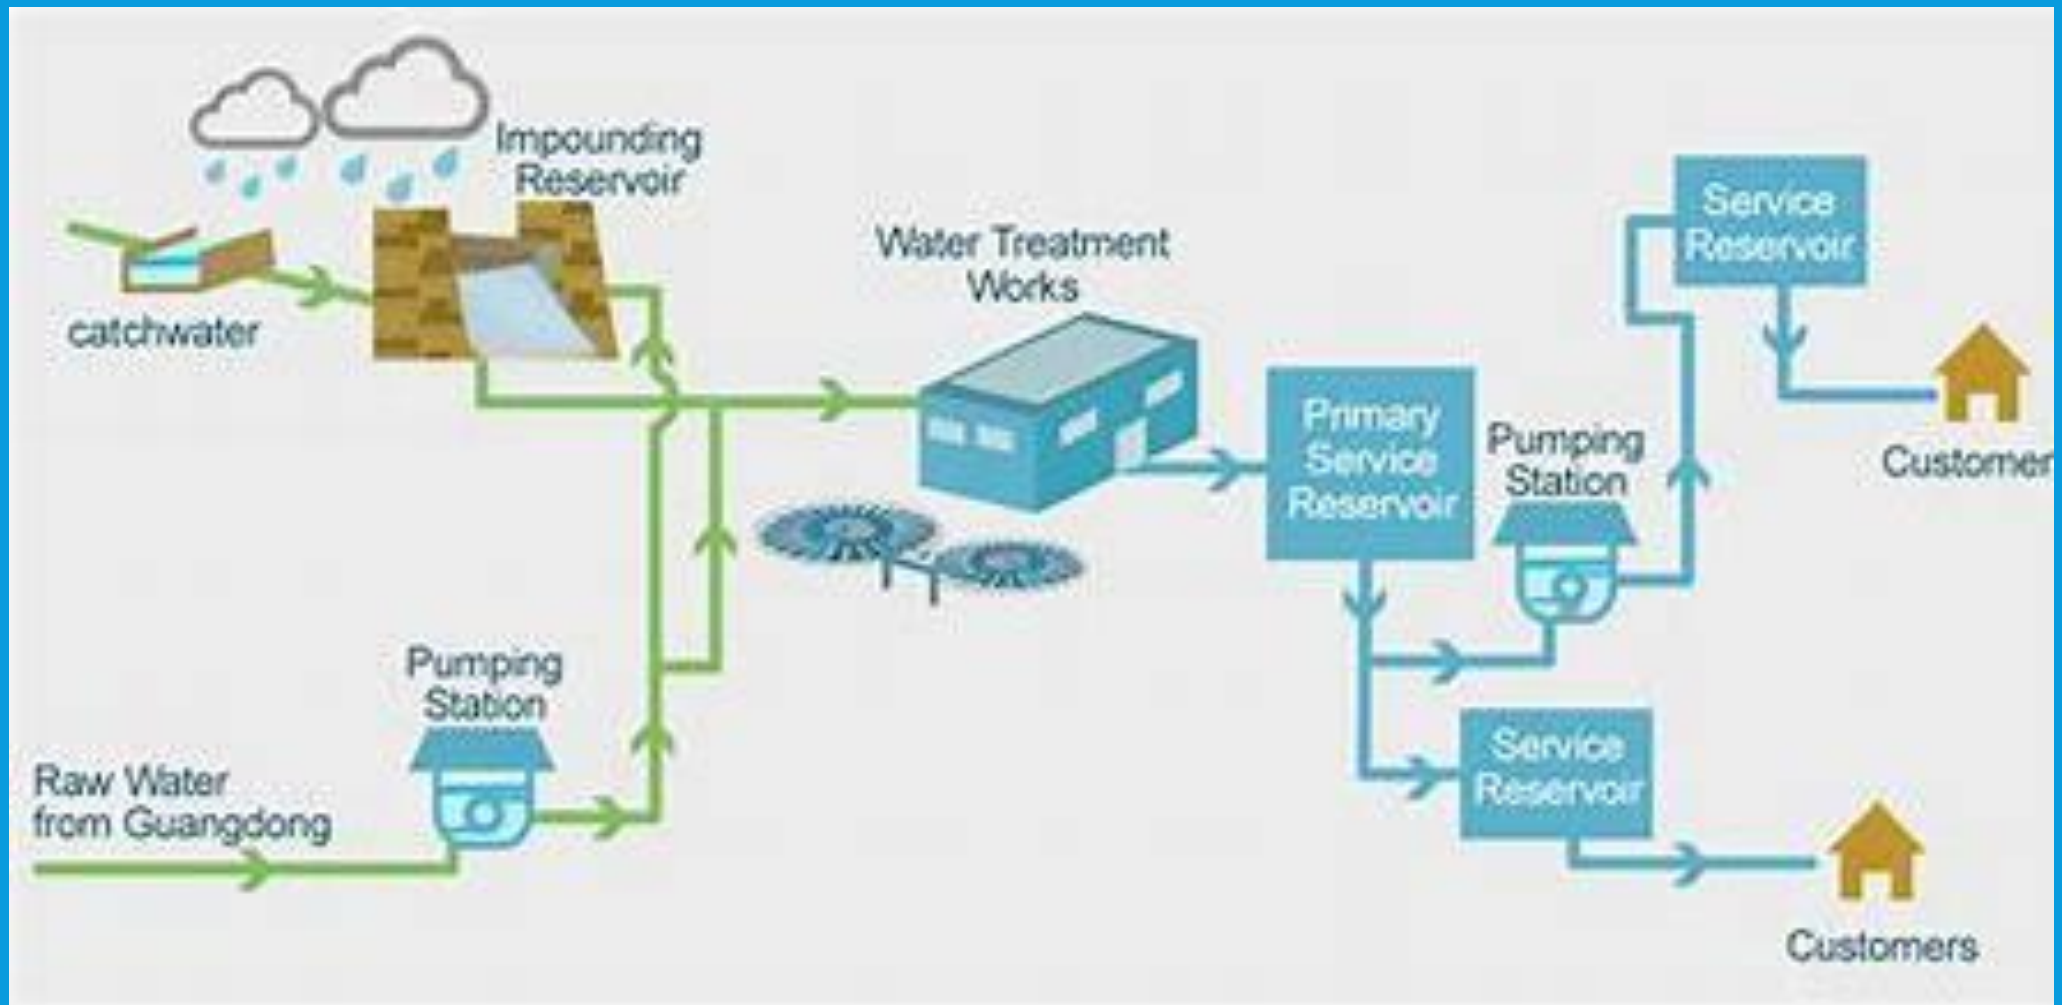 Impounding
Reservoir
catchwater
Water Treatment
Works
Service
Reservoir
Customer
Primary
Service
Reservoir
Pumping
Station
Pumping
Station
Raw Water
from Guangdong
Service
Reservoir
Customers